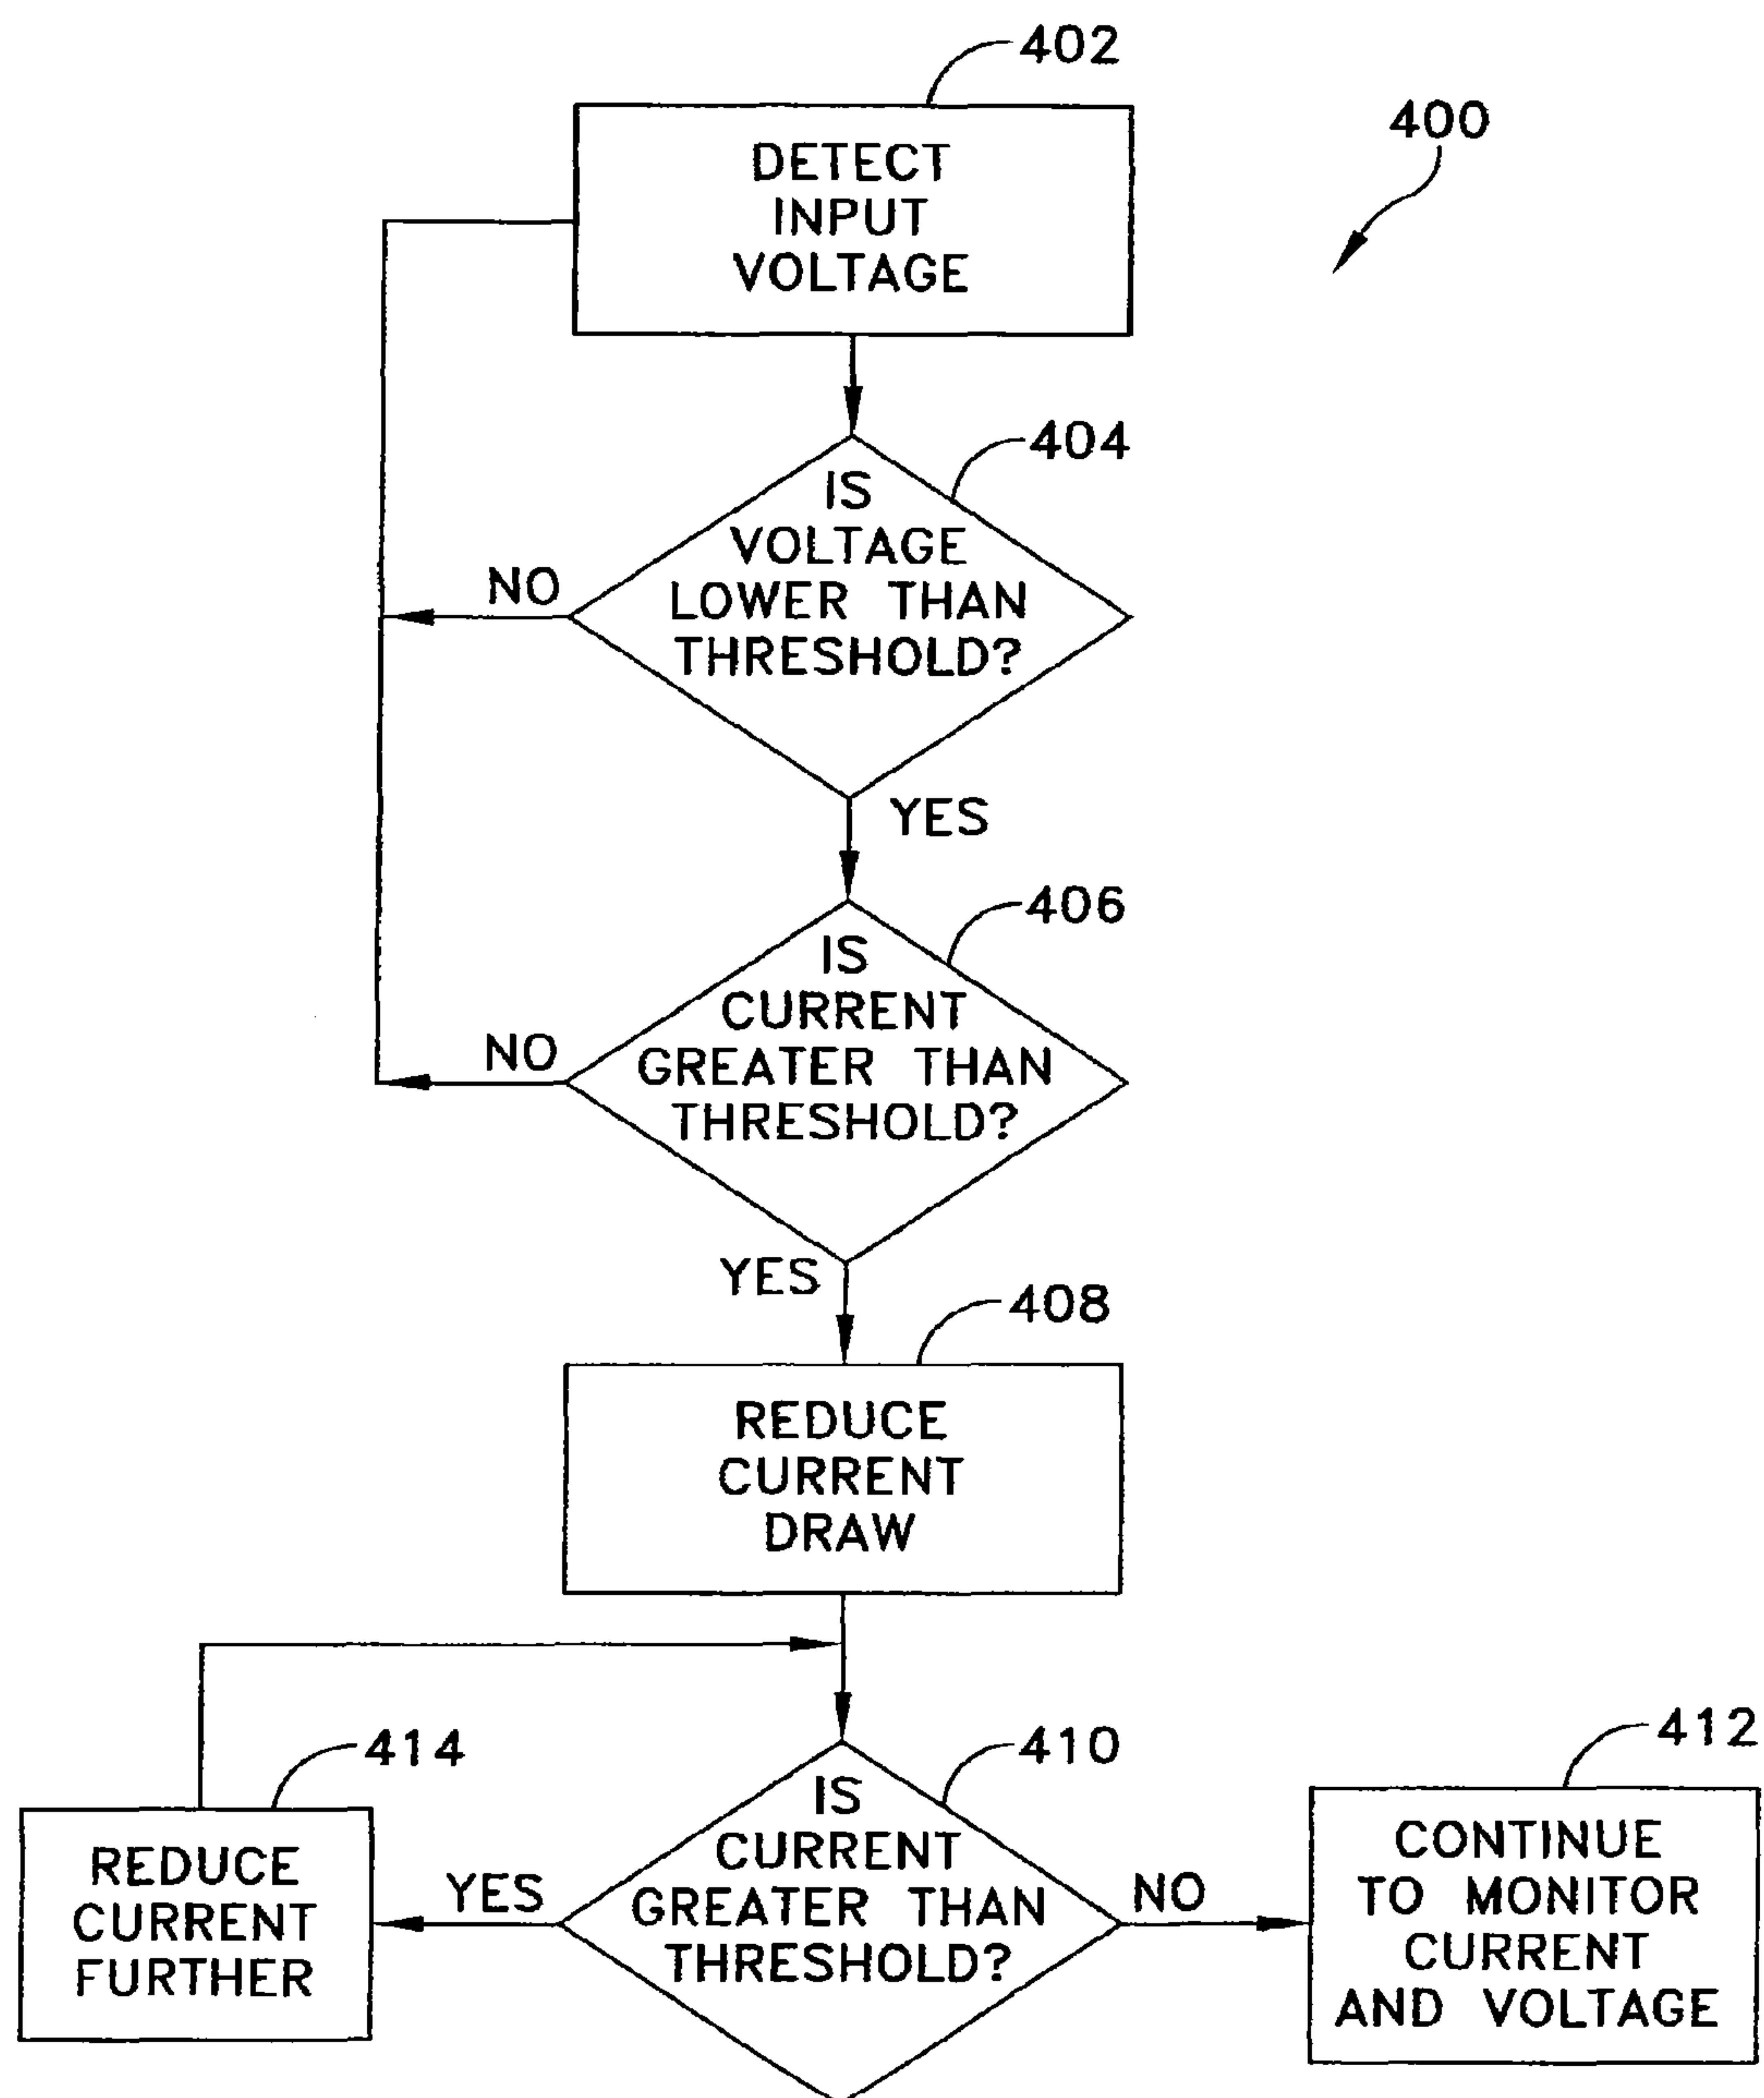 402
400
DETECT
INPUT
VOLTAGE
404
IS
VOLTAGE
LOWER THAN
THRESHOLD?
NO
YES
406
IS
CURRENT
GREATER THAN
THRESHOLD?
NO
YES
408
REDUCE
CURRENT
DRAW
414
410
412
REDUCE
CURRENT
FURTHER
YES
IS
CURRENT
GREATER THAN
THRESHOLD?
NO
CONTINUE
TO MONITOR
CURRENT
AND VOLTAGE